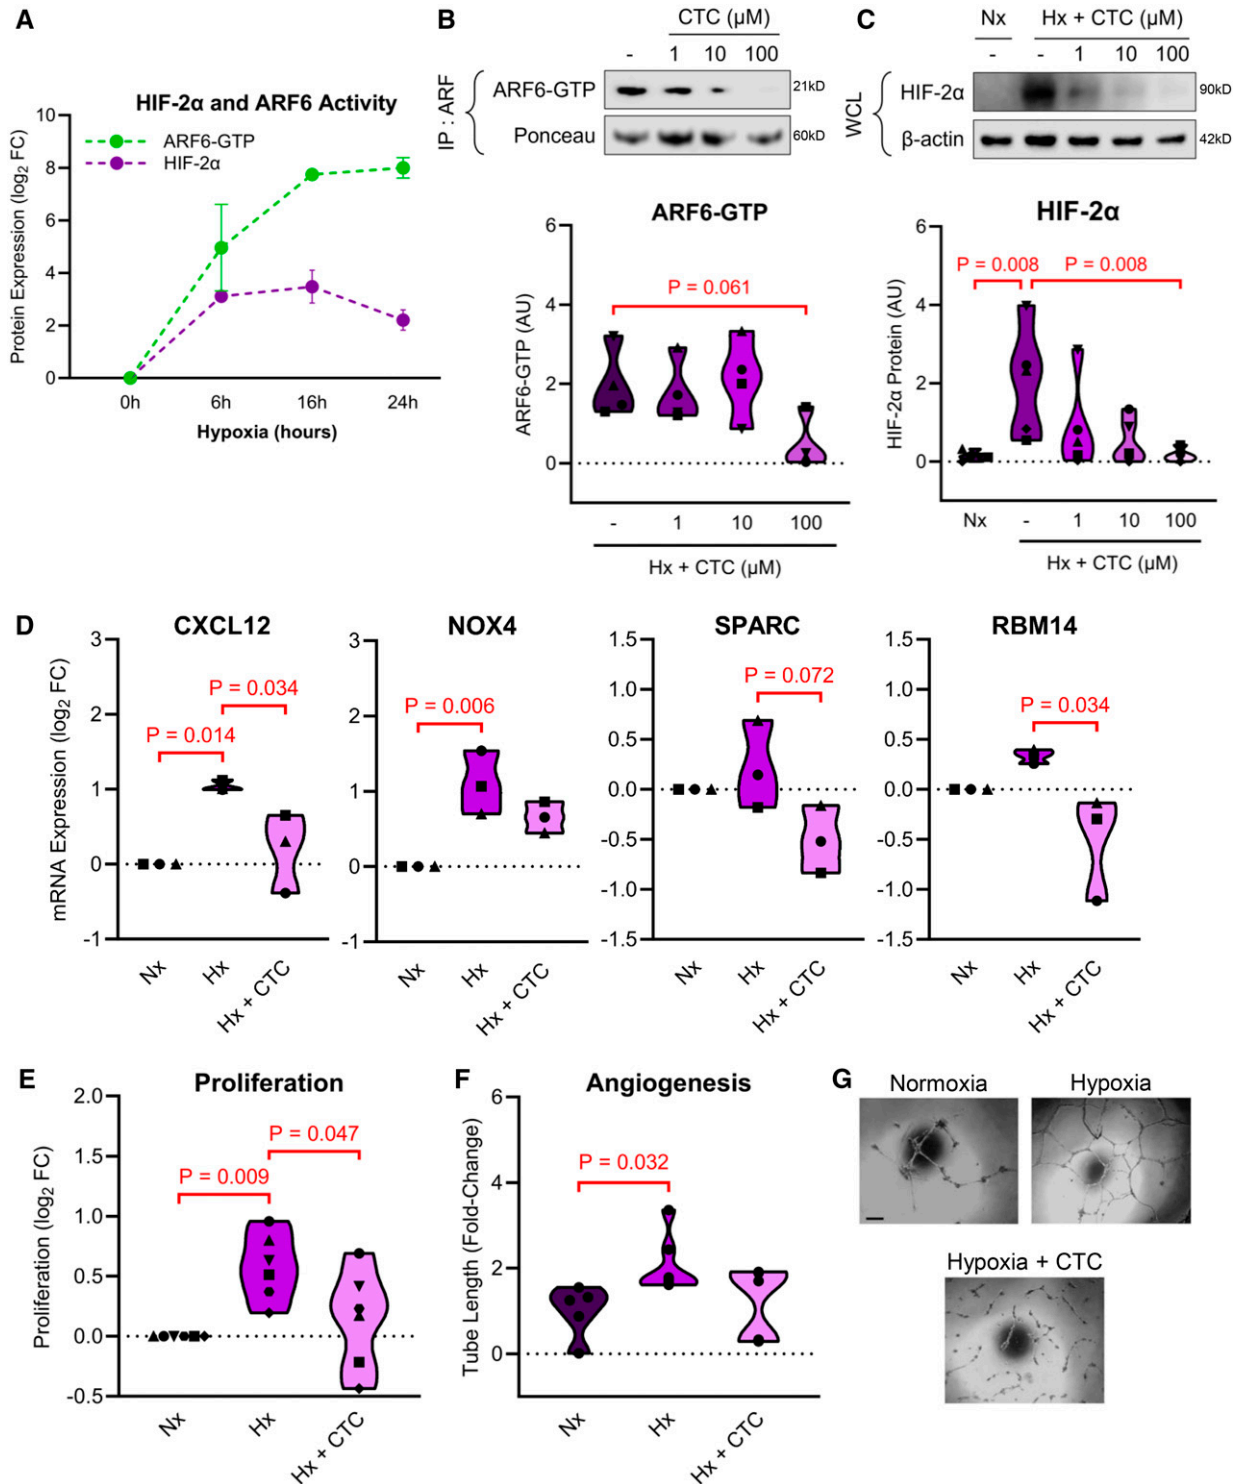 A
HIF-2α and ARF6 Activity
ARF6-GTP
HIF-2α
Protein Expression (log2 FC)
10
8
6
4
2
0
0h 6h 16h 24h
Hypoxia (hours)
B
CTC (µM)
- 1 10 100
IP : ARF
ARF6-GTP 21kD
Ponceau 60kD
ARF6-GTP
ARF6-GTP (AU)
6
4
2
0
P = 0.061
- 1 10 100
Hx + CTC (µM)
C
Nx Hx + CTC (µM)
- - 1 10 100
WCL
HIF-2α 90kD
β-actin 42kD
HIF-2α
HIF-2α Protein (AU)
6
4
2
0
P = 0.008 P = 0.008
Nx - 1 10 100
Hx + CTC (µM)
D
CXCL12
mRNA Expression (log2 FC)
3
2
1
0
-1
P = 0.034
P = 0.014
Nx Hx Hx + CTC
NOX4
3
2
1
0
-1
P = 0.006
Nx Hx Hx + CTC
SPARC
1.5
1.0
0.5
0.0
-0.5
-1.0
-1.5
P = 0.072
Nx Hx Hx + CTC
RBM14
1.5
1.0
0.5
0.0
-0.5
-1.0
-1.5
P = 0.034
Nx Hx Hx + CTC
E
Proliferation
Proliferation (log2 FC)
2.0
1.5
1.0
0.5
0.0
-0.5
P = 0.047
P = 0.009
Nx Hx Hx + CTC
F
Angiogenesis
Tube Length (Fold-Change)
6
4
2
0
P = 0.032
Nx Hx Hx + CTC
G
Normoxia Hypoxia
Hypoxia + CTC